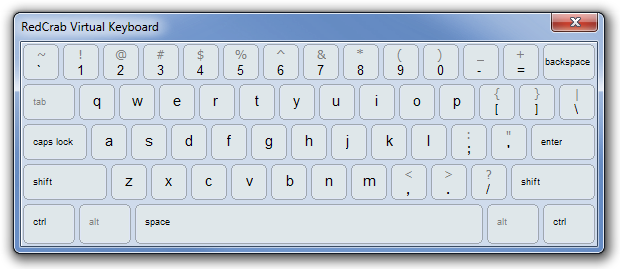 RedCrab Virtual Keyboard
~ ! @ # $ % ^ & * ( ) _ +
` 1 2 3 4 5 6 7 8 9 0 - = backspace
{ } |
tab q w e r t y u i o p [ ] \
: "
caps lock a s d f g h j k l ; ' enter
< > ?
shift z x c v b n m , . / shift
ctrl alt space alt ctrl